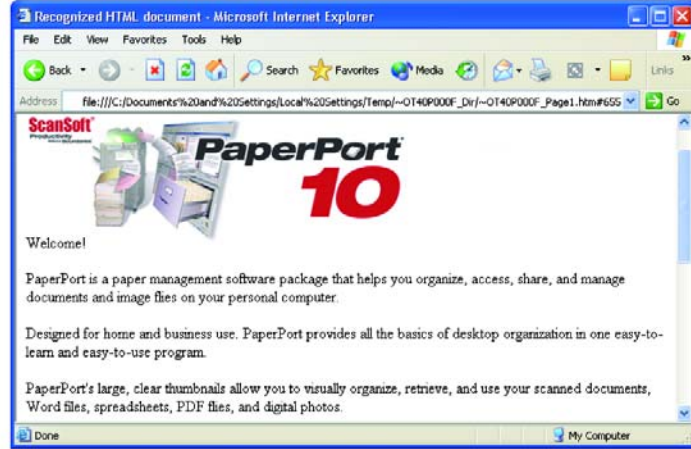 Recognized HTML document - Microsoft Internet Explorer
File Edit View Favorites Tools Help
Back Search Favorites Media Links
Address file:///C:/Documents%20and%20Settings/Local%20Settings/Temp/~OT40P000F_Dir/~OT40P000F_Page1.htm#655 Go
ScanSoft
Productivity
PaperPort
10
Welcome!
PaperPort is a paper management software package that helps you organize, access, share, and manage
documents and image flies on your personal computer.
Designed for home and business use. PaperPort provides all the basics of desktop organization in one easy-to-
learn and easy-to-use program.
PaperPort's large, clear thumbnails allow you to visually organize, retrieve, and use your scanned documents,
Word files, spreadsheets, PDF flies, and digital photos.
Done My Computer